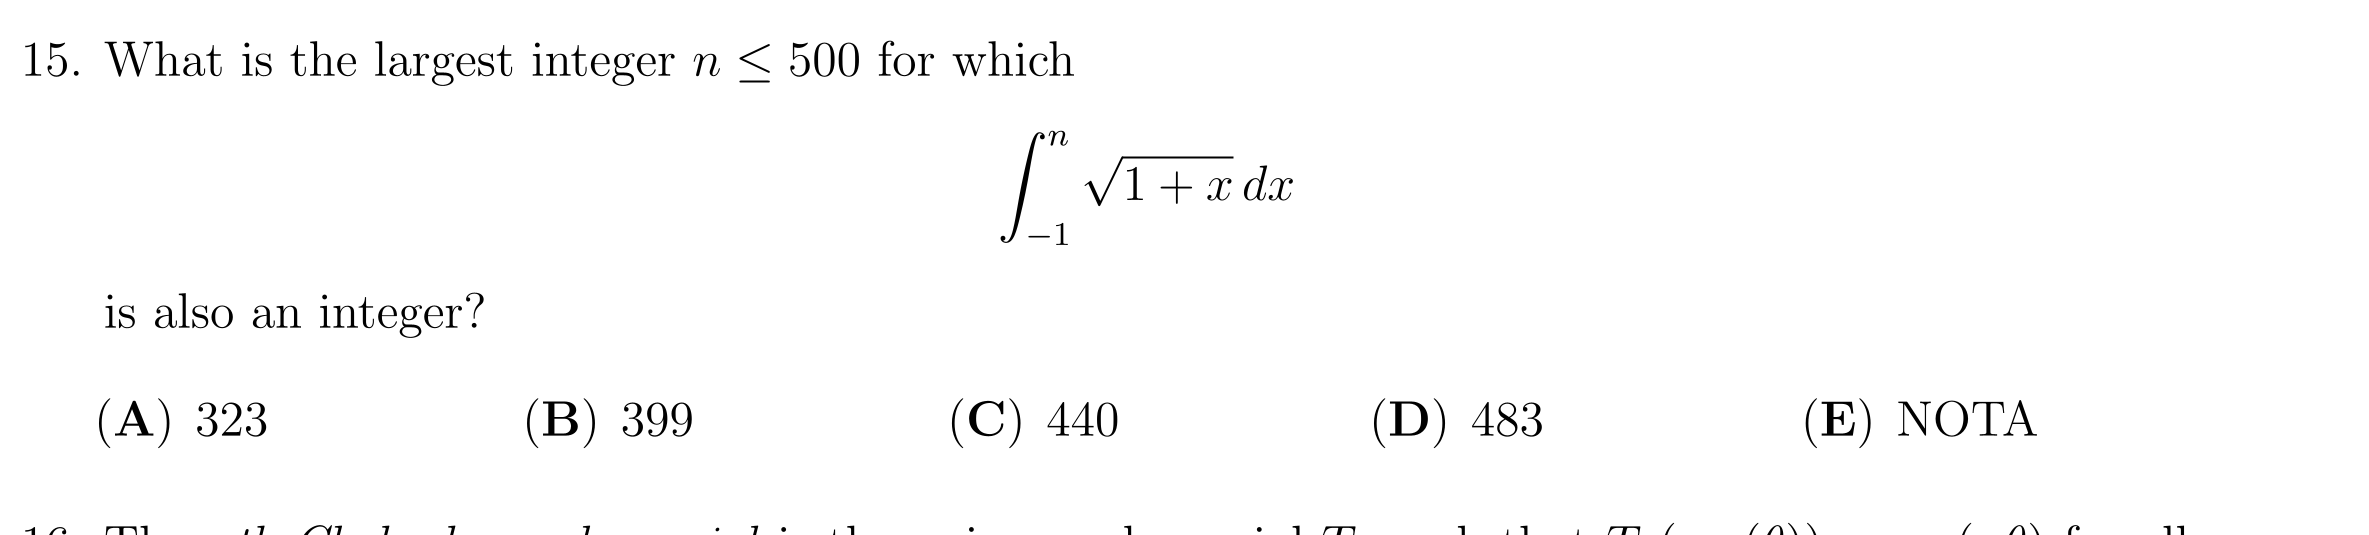 15. What is the largest integer n ≤ 500 for which
∫_{-1}^{n} √(1 + x) dx
is also an integer?
(A) 323 (B) 399 (C) 440 (D) 483 (E) NOTA